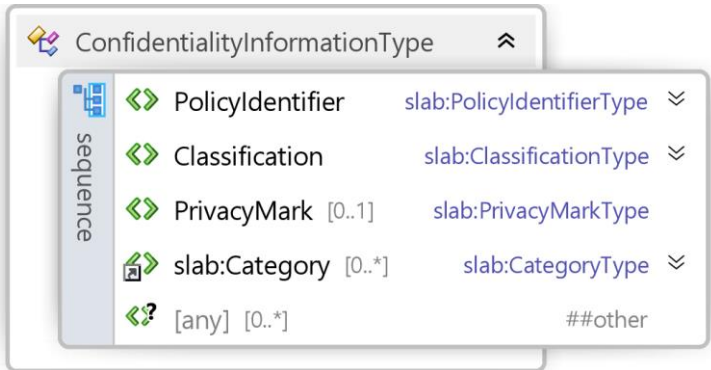 ConfidentialityInformationType
sequence
PolicyIdentifier slab:PolicyIdentifierType
Classification slab:ClassificationType
PrivacyMark [0..1] slab:PrivacyMarkType
slab:Category [0..*] slab:CategoryType
[any] [0..*] ##other